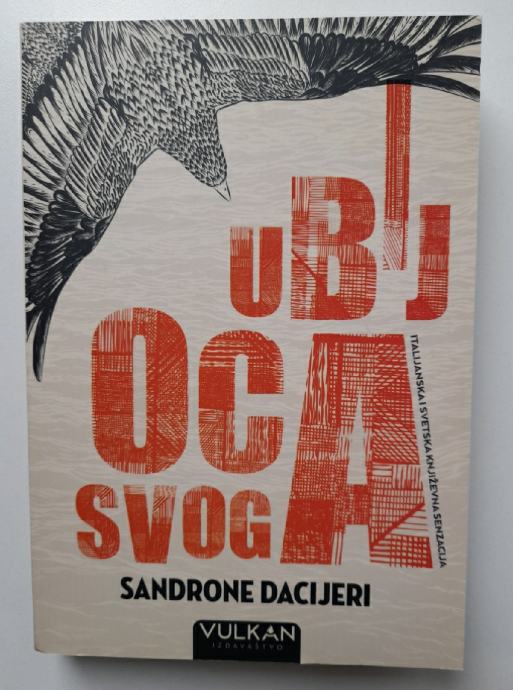 UBIJ
OCA
SVOG
ITALIJANSKA I SVETSKA KNJIŽEVNA SENZACIJA
SANDRONE DACIJERI
VULKAN
IZDAVAŠTVO